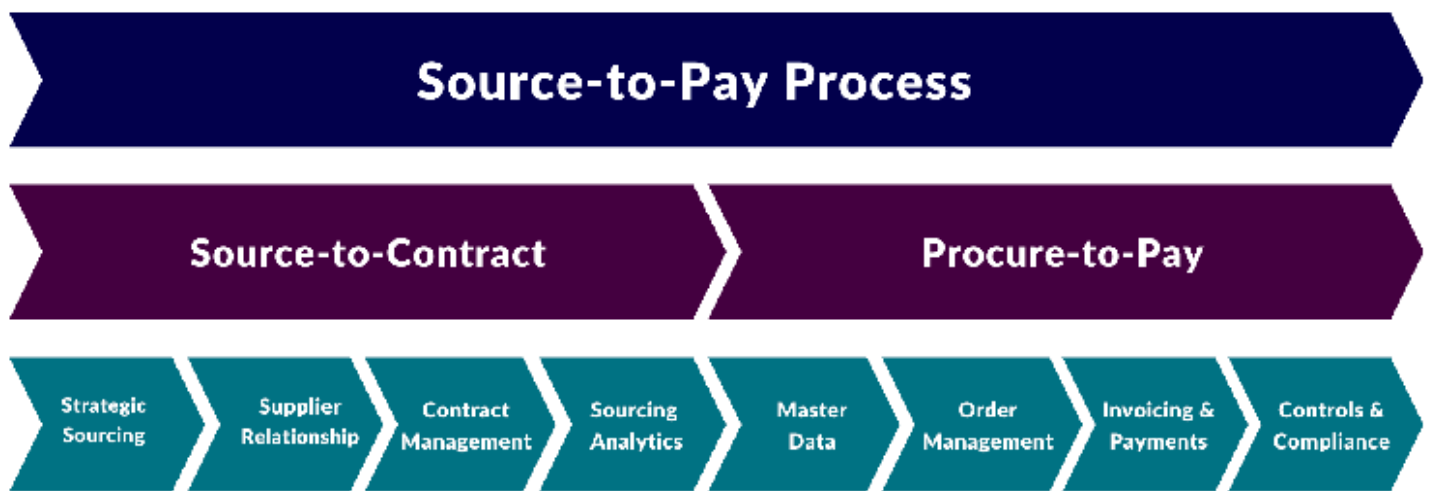 Source-to-Pay Process
Source-to-Contract
Procure-to-Pay
Strategic
Sourcing
Supplier
Relationship
Contract
Management
Sourcing
Analytics
Master
Data
Order
Management
Invoicing &
Payments
Controls &
Compliance